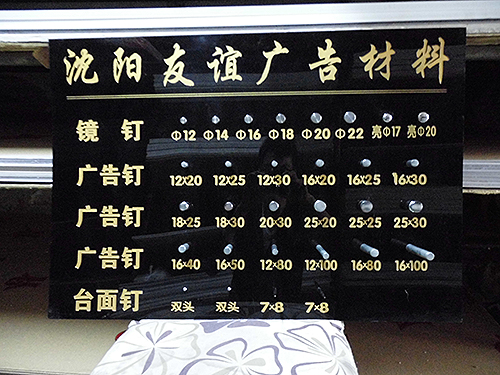 沈阳友谊广告材料
镜 钉 Φ12 Φ14 Φ16 Φ18 Φ20 Φ22 亮Φ17 亮Φ20
广告钉 12×20 12×25 12×30 16×20 16×25 16×30
广告钉 18×25 18×30 20×30 25×20 25×25 25×30
广告钉 16×40 16×50 12×80 12×100 16×80 16×100
台面钉 双头 双头 7×8 7×8